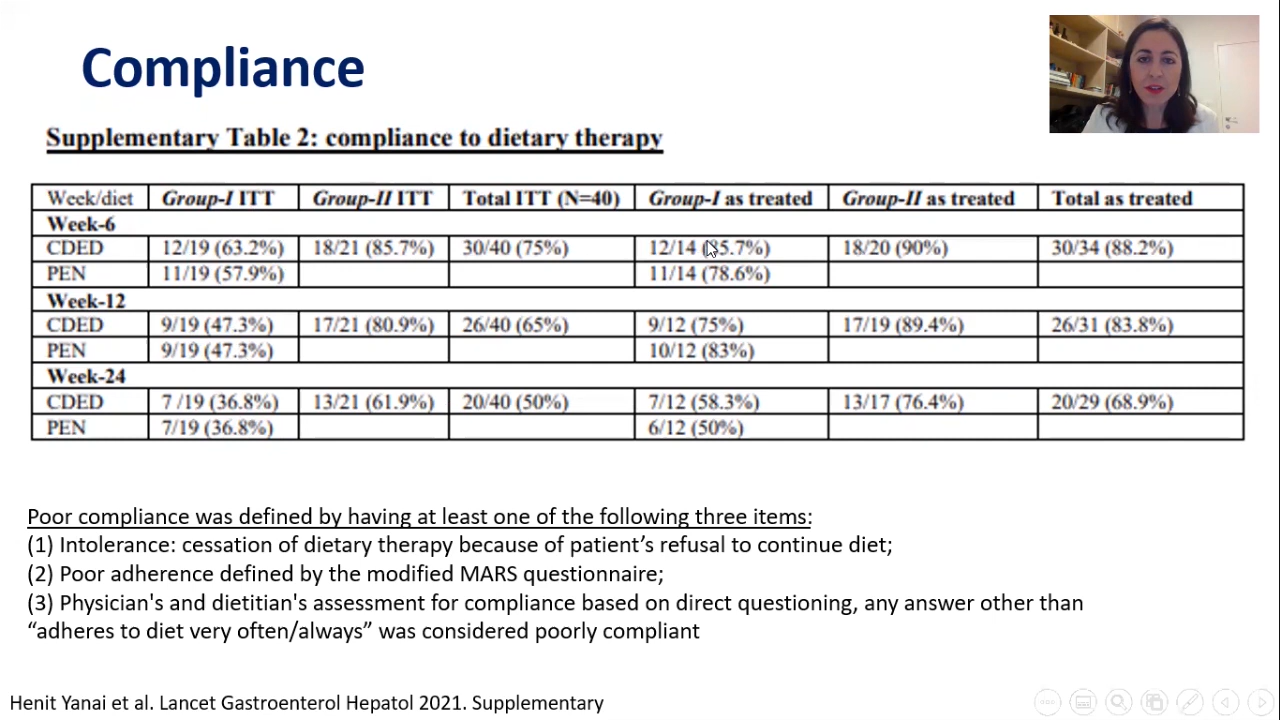 Compliance
Supplementary Table 2: compliance to dietary therapy
Week/diet Group-I ITT Group-II ITT Total ITT (N=40) Group-I as treated Group-II as treated Total as treated
Week-6
CDED 12/19 (63.2%) 18/21 (85.7%) 30/40 (75%) 12/14 (85.7%) 18/20 (90%) 30/34 (88.2%)
PEN 11/19 (57.9%) 11/14 (78.6%)
Week-12
CDED 9/19 (47.3%) 17/21 (80.9%) 26/40 (65%) 9/12 (75%) 17/19 (89.4%) 26/31 (83.8%)
PEN 9/19 (47.3%) 10/12 (83%)
Week-24
CDED 7 /19 (36.8%) 13/21 (61.9%) 20/40 (50%) 7/12 (58.3%) 13/17 (76.4%) 20/29 (68.9%)
PEN 7/19 (36.8%) 6/12 (50%)
Poor compliance was defined by having at least one of the following three items:
(1) Intolerance: cessation of dietary therapy because of patient’s refusal to continue diet;
(2) Poor adherence defined by the modified MARS questionnaire;
(3) Physician's and dietitian's assessment for compliance based on direct questioning, any answer other than
“adheres to diet very often/always” was considered poorly compliant
Henit Yanai et al. Lancet Gastroenterol Hepatol 2021. Supplementary